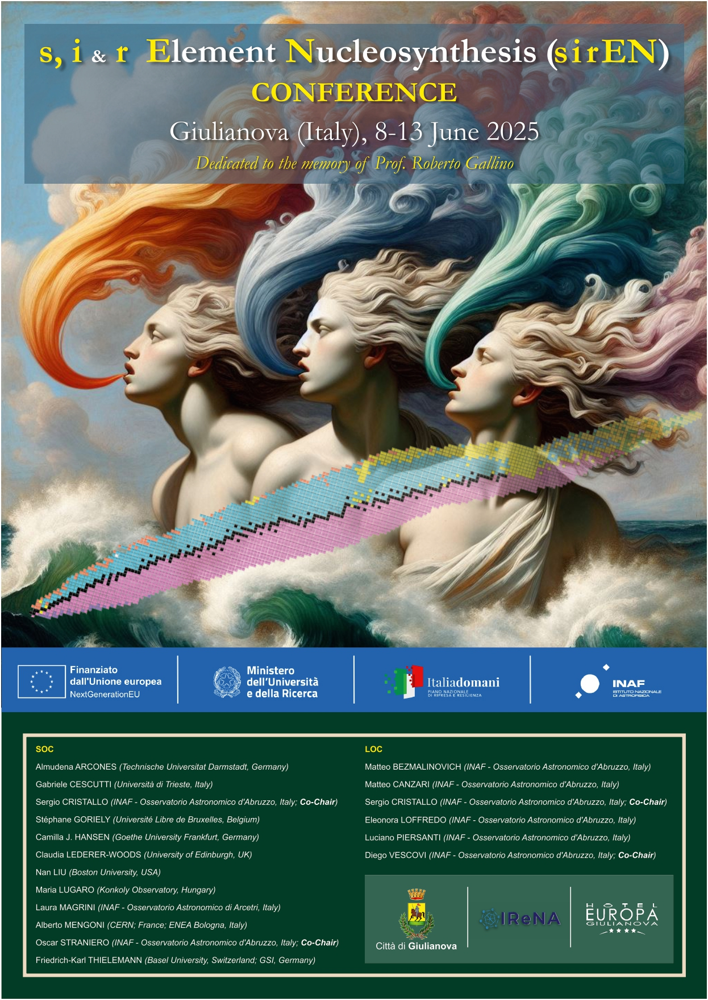 s, i & r Element Nucleosynthesis (sirEN)
CONFERENCE
Giulianova (Italy), 8-13 June 2025
Dedicated to the memory of Prof. Roberto Gallino
Finanziato
dall'Unione europea
NextGenerationEU
Ministero
dell'Università
e della Ricerca
Italiadomani
PIANO NAZIONALE
DI RIPRESA E RESILIENZA
INAF
ISTITUTO NAZIONALE
DI ASTROFISICA
SOC
Almudena ARCONES (Technische Universitat Darmstadt, Germany)
Gabriele CESCUTTI (Università di Trieste, Italy)
Sergio CRISTALLO (INAF - Osservatorio Astronomico d'Abruzzo, Italy; Co-Chair)
Stéphane GORIELY (Université Libre de Bruxelles, Belgium)
Camilla J. HANSEN (Goethe University Frankfurt, Germany)
Claudia LEDERER-WOODS (University of Edinburgh, UK)
Nan LIU (Boston University, USA)
Maria LUGARO (Konkoly Observatory, Hungary)
Laura MAGRINI (INAF - Osservatorio Astronomico di Arcetri, Italy)
Alberto MENGONI (CERN; France; ENEA Bologna, Italy)
Oscar STRANIERO (INAF - Osservatorio Astronomico d'Abruzzo, Italy; Co-Chair)
Friedrich-Karl THIELEMANN (Basel University, Switzerland; GSI, Germany)
LOC
Matteo BEZMALINOVICH (INAF - Osservatorio Astronomico d'Abruzzo, Italy)
Matteo CANZARI (INAF - Osservatorio Astronomico d'Abruzzo, Italy)
Sergio CRISTALLO (INAF - Osservatorio Astronomico d'Abruzzo, Italy; Co-Chair)
Eleonora LOFFREDO (INAF - Osservatorio Astronomico d'Abruzzo, Italy)
Luciano PIERSANTI (INAF - Osservatorio Astronomico d'Abruzzo, Italy)
Diego VESCOVI (INAF - Osservatorio Astronomico d'Abruzzo, Italy; Co-Chair)
Città di Giulianova
IReNA
HOTEL
EUROPA
GIULIANOVA